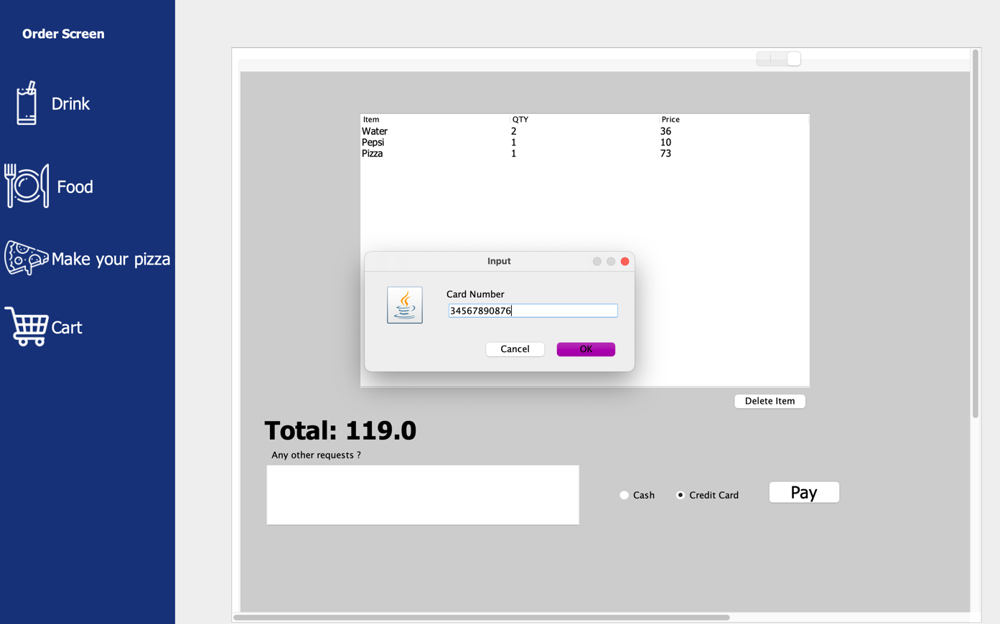 Order Screen
Drink
Food
Make your pizza
Cart
Item QTY Price
Water 2 36
Pepsi 1 10
Pizza 1 73
Input
Card Number
34567890876
Cancel OK
Delete Item
Total: 119.0
Any other requests ?
Cash Credit Card Pay